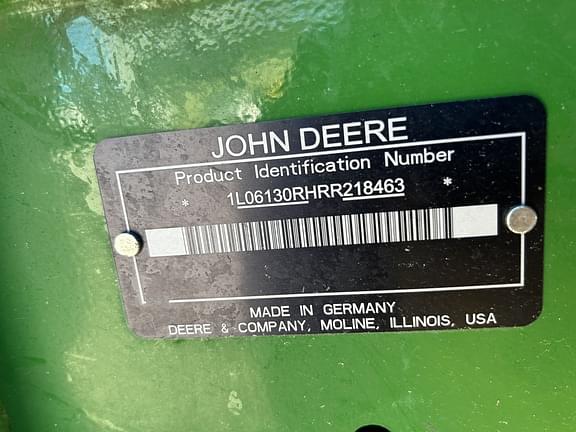 JOHN DEERE
Product Identification Number
* 1L06130RHRR218463 *
MADE IN GERMANY
DEERE & COMPANY, MOLINE, ILLINOIS, USA